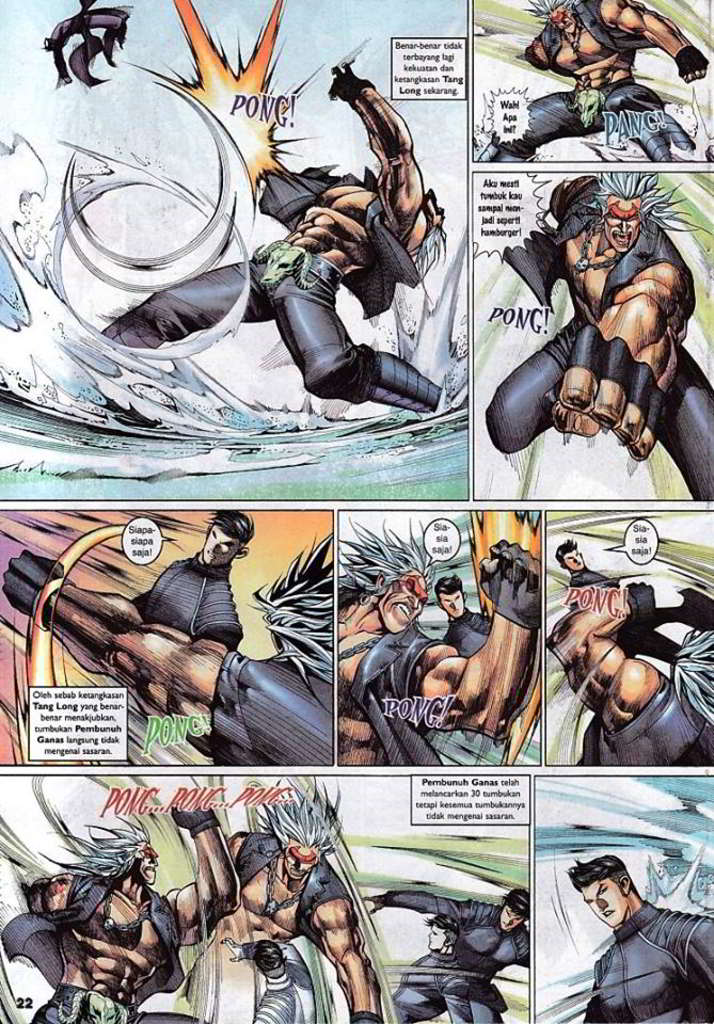 Benar-benar tidak
terbayang lagi
kekuatan dan
ketangkasan Tang
Long sekarang.
PONG!
Wah!
Apa
ini?
PANG!
Aku mesti
tumbuk kau
sampai men-
jadi seperti
hamburger!
PONG!
Siapa-
siapa
saja!
Oleh sebab ketangkasan
Tang Long yang benar-
benar menakjubkan,
tumbukan Pembunuh
Ganas langsung tidak
mengenai sasaran.
PONG!
Sia-
sia
saja!
PONG!
Sia
sia
saja!
PONG!
PONG... PONG... PONG...
Pembunuh Ganas telah
melancarkan 30 tumbukan
tetapi kesemua tumbukannya
tidak mengenai sasaran.
22